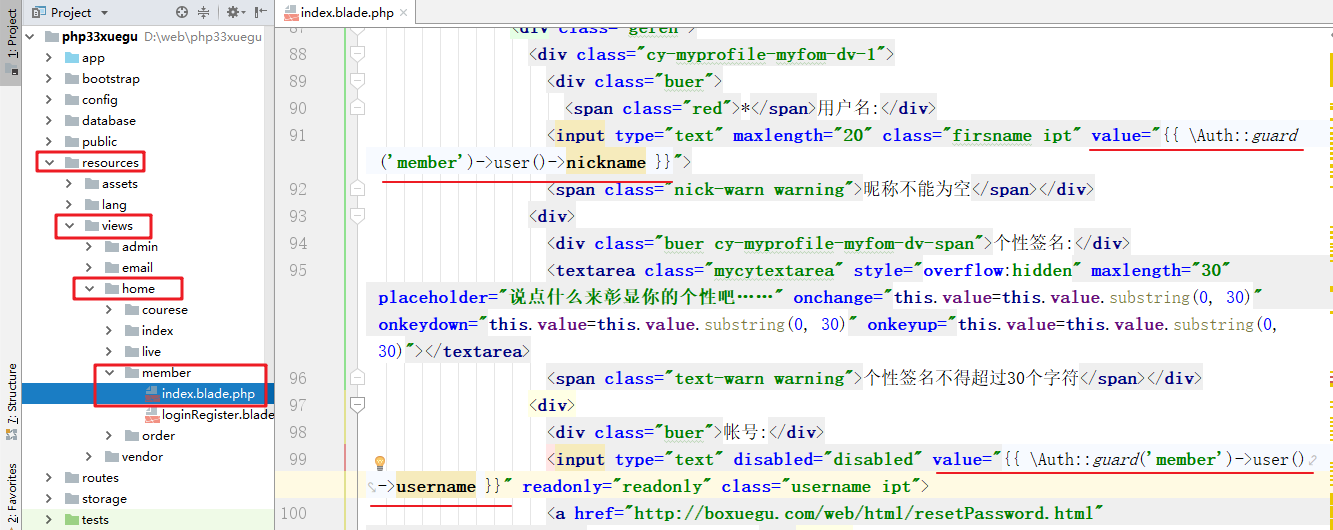 1: Project
7: Structure
2: Favorites
Project
php33xuegu D:\web\php33xuegu
app
bootstrap
config
database
public
resources
assets
lang
views
admin
email
home
courese
index
live
member
index.blade.php
loginRegister.blade
order
vendor
routes
storage
tests
index.blade.php
87 <div class="geren">
88 <div class="cy-myprofile-myfom-dv-1">
89 <div class="buer">
90 <span class="red">*</span>用户名:</div>
91 <input type="text" maxlength="20" class="firsname ipt" value="{{ \Auth::guard
('member')->user()->nickname }}">
92 <span class="nick-warn warning">昵称不能为空</span></div>
93 <div>
94 <div class="buer cy-myprofile-myfom-dv-span">个性签名:</div>
95 <textarea class="mycytextarea" style="overflow:hidden" maxlength="30"
placeholder="说点什么来彰显你的个性吧……" onchange="this.value=this.value.substring(0, 30)"
onkeydown="this.value=this.value.substring(0, 30)" onkeyup="this.value=this.value.substring(0,
30)"></textarea>
96 <span class="text-warn warning">个性签名不得超过30个字符</span></div>
97 <div>
98 <div class="buer">帐号:</div>
99 <input type="text" disabled="disabled" value="{{ \Auth::guard('member')->user()
->username }}" readonly="readonly" class="username ipt">
100 <a href="http://boxuegu.com/web/html/resetPassword.html"